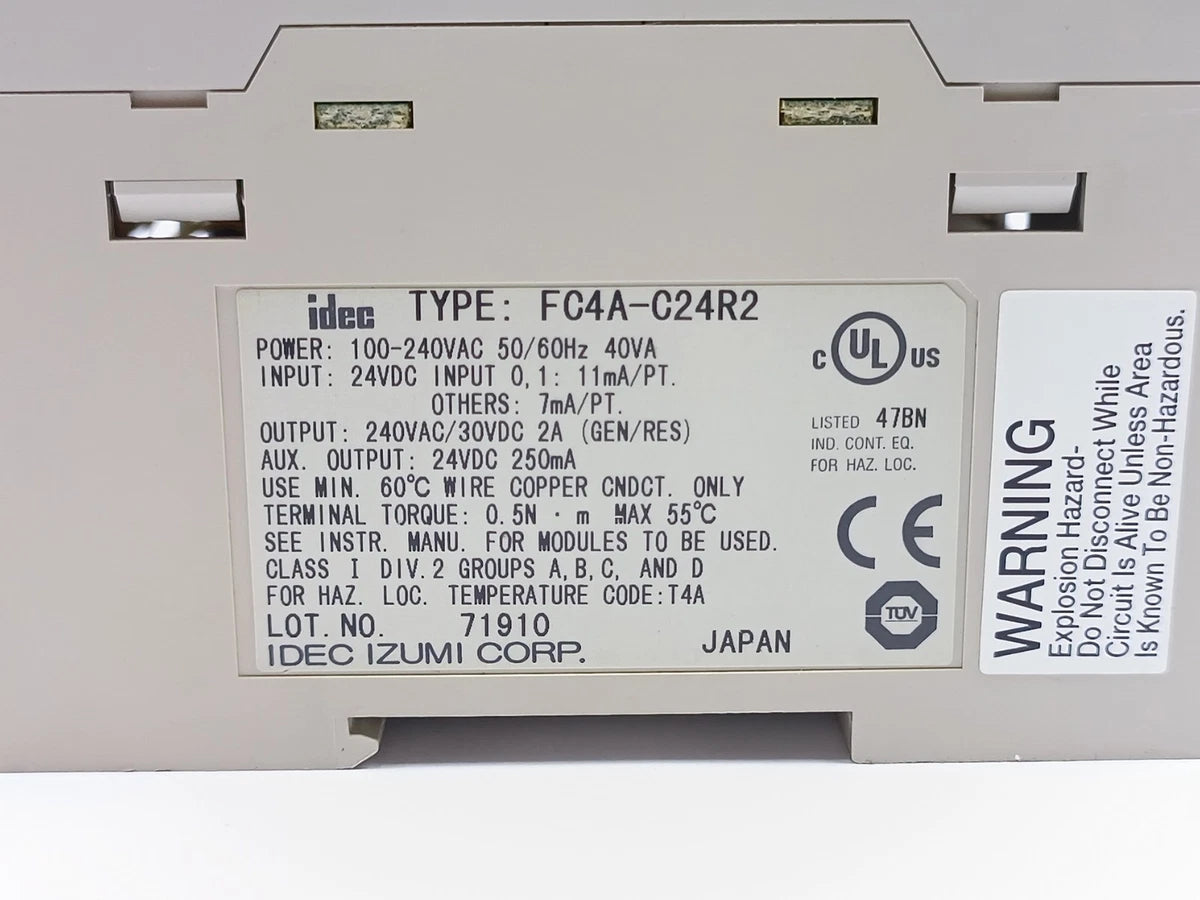 idec TYPE: FC4A-C24R2
POWER: 100-240VAC 50/60Hz 40VA
INPUT: 24VDC INPUT 0,1: 11mA/PT.
OTHERS: 7mA/PT.
OUTPUT: 240VAC/30VDC 2A (GEN/RES)
AUX. OUTPUT: 24VDC 250mA
USE MIN. 60℃ WIRE COPPER CNDCT. ONLY
TERMINAL TORQUE: 0.5N · m MAX 55℃
SEE INSTR. MANU. FOR MODULES TO BE USED.
CLASS I DIV.2 GROUPS A,B,C, AND D
FOR HAZ. LOC. TEMPERATURE CODE:T4A
LOT.NO. 71910
IDEC IZUMI CORP. JAPAN
C UL US
LISTED 47BN
IND. CONT. EQ.
FOR HAZ. LOC.
CE
TÜV
WARNING
Explosion Hazard-
Do Not Disconnect While
Circuit Is Alive Unless Area
Is Known To Be Non-Hazardous.